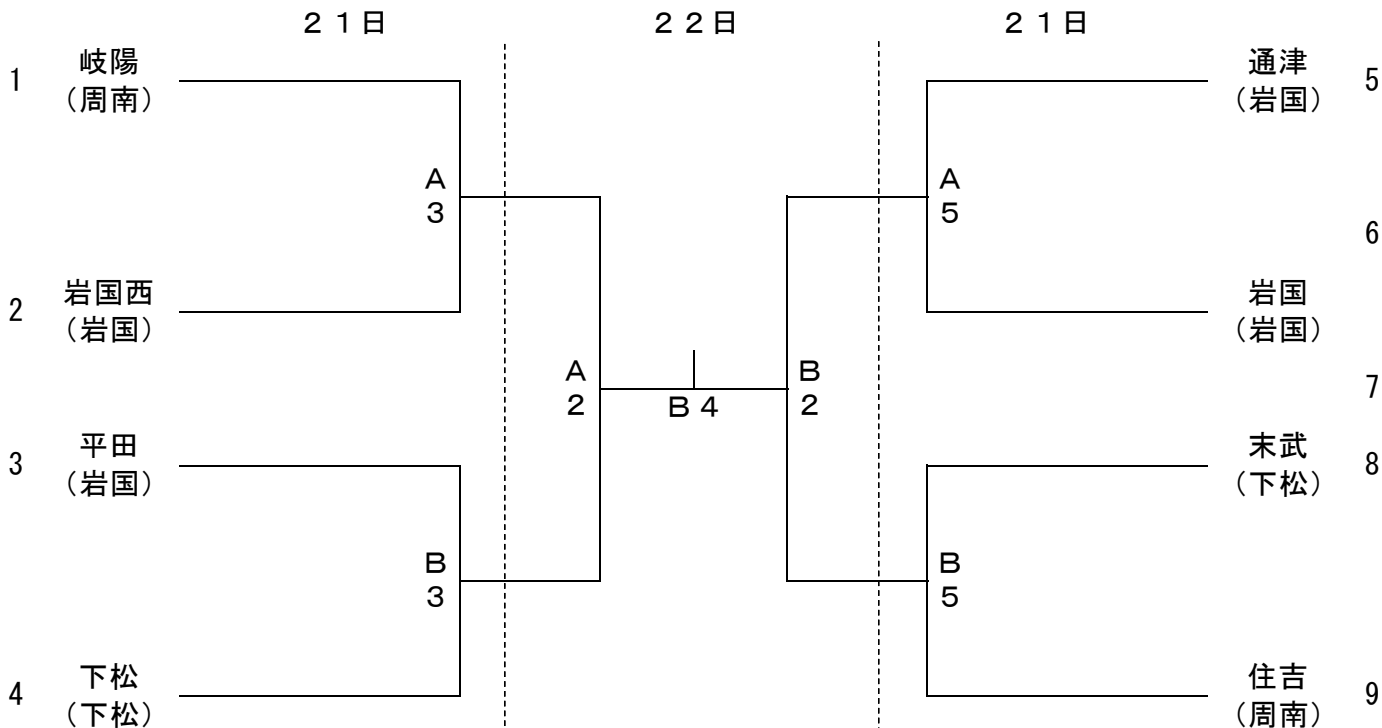 ２１日 ２２日 ２１日
1 岐陽 通津 5
（周南） （岩国）
A A
3 5
6
2 岩国西 岩国
（岩国） （岩国）
A B
2 B4 2
7
3 平田 末武 8
（岩国） （下松）
B B
3 5
4 下松 住吉 9
（下松） （周南）